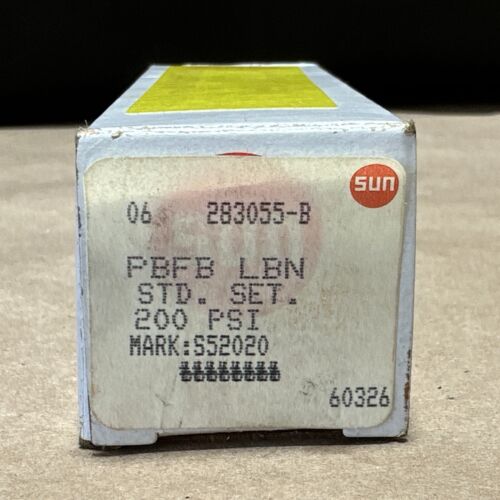 sun
06 283055-B
PBFB LBN
STD. SET.
200 PSI
MARK:S52020
60326